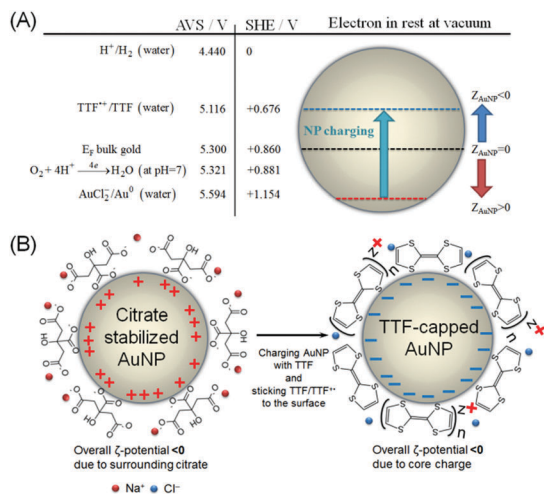 (A)
AVS / V SHE / V Electron in rest at vacuum
H⁺/H₂ (water) 4.440 0
TTF•⁺/TTF (water) 5.116 +0.676
E_F bulk gold 5.300 +0.860
O₂ + 4H⁺ —4e→ H₂O (at pH=7) 5.321 +0.881
AuCl₂⁻/Au⁰ (water) 5.594 +1.154
NP charging
Z_AuNP<0
Z_AuNP=0
Z_AuNP>0
(B)
Citrate
stabilized
AuNP
Charging AuNP
with TTF
and
sticking TTF/TTF•⁺
to the surface
TTF-capped
AuNP
Overall ζ-potential <0
due to surrounding citrate
Overall ζ-potential <0
due to core charge
Na⁺ Cl⁻